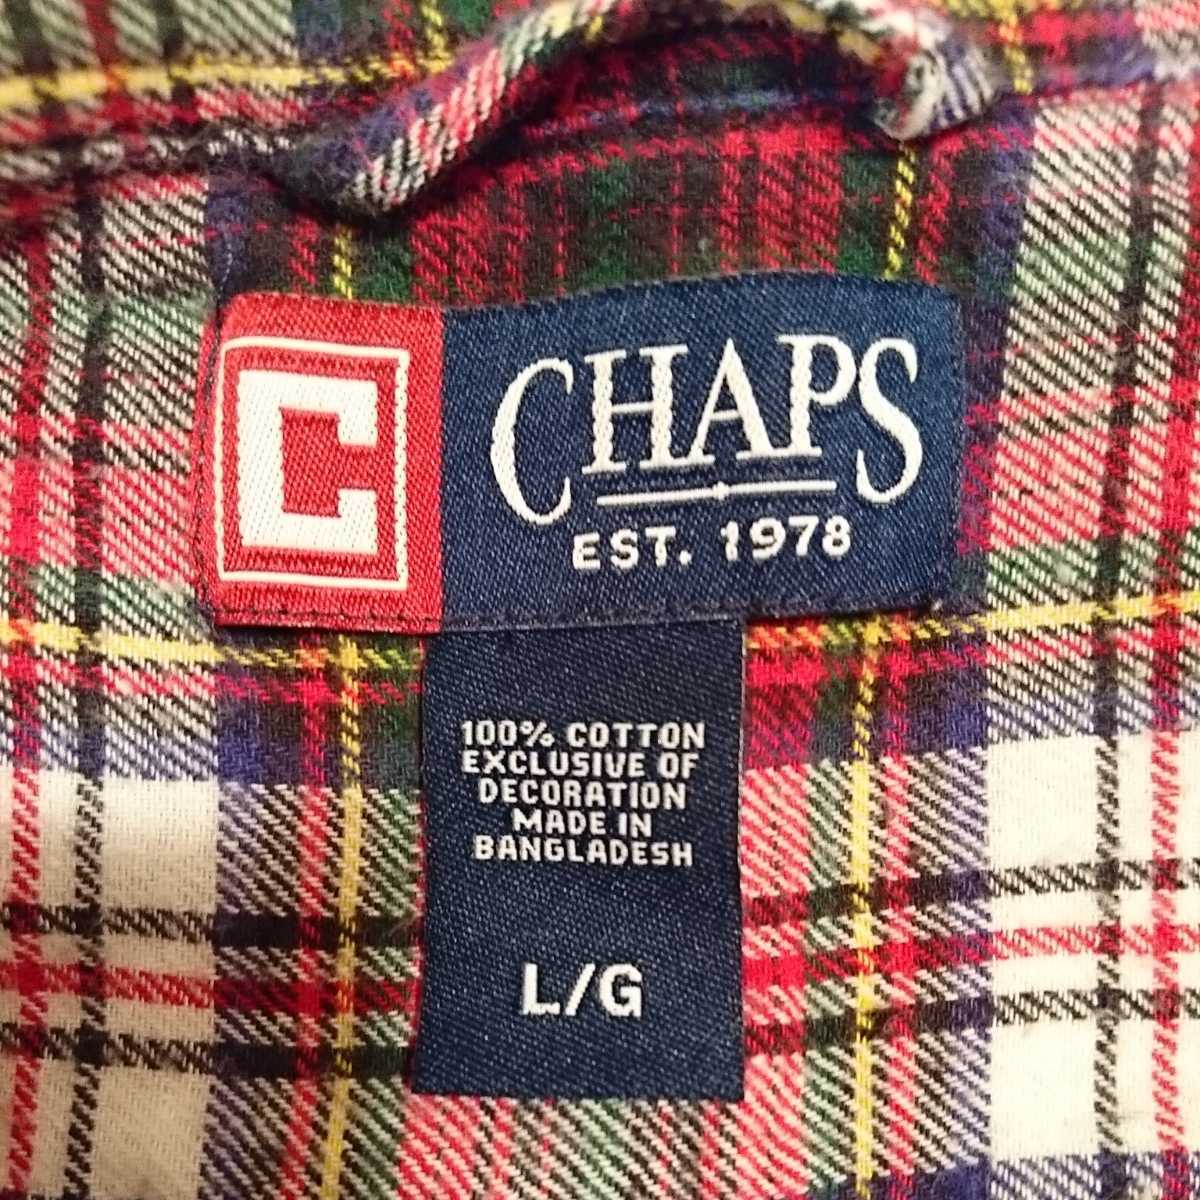 C
CHAPS
EST. 1978
100% COTTON
EXCLUSIVE OF
DECORATION
MADE IN
BANGLADESH
L/G